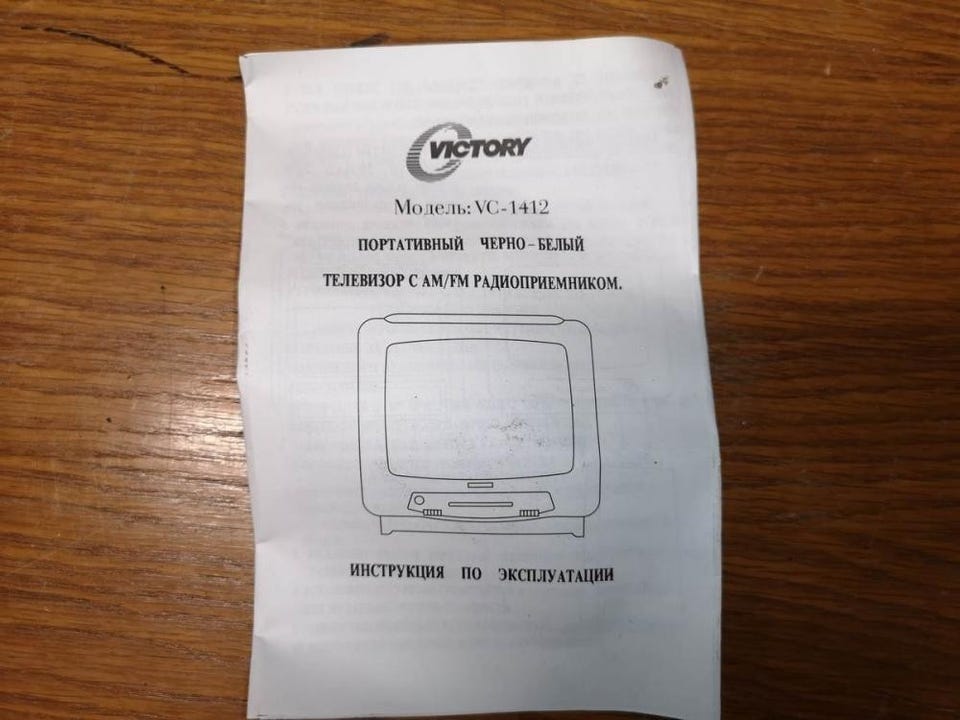 VICTORY
Модель: VC-1412
ПОРТАТИВНЫЙ ЧЕРНО-БЕЛЫЙ
ТЕЛЕВИЗОР С AM/FM РАДИОПРИЕМНИКОМ.
ИНСТРУКЦИЯ ПО ЭКСПЛУАТАЦИИ